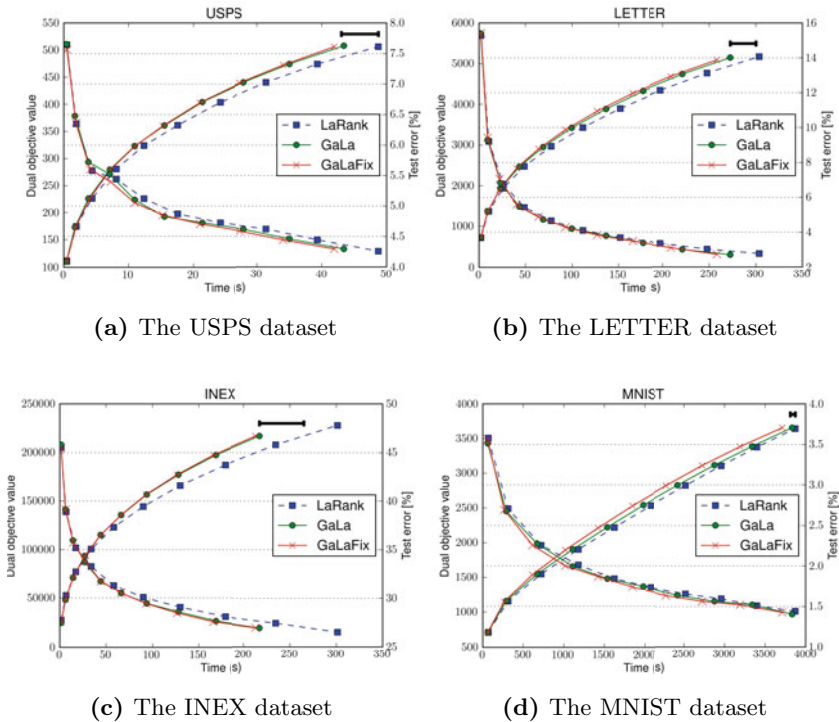 USPS
550
500
450
400
350
300
250
200
150
100
Dual objective value
8.0
7.5
7.0
6.5
6.0
5.5
5.0
4.5
4.0
Test error [%]
LaRank
GaLa
GaLaFix
0
10
20
30
40
50
Time (s)
(a) The USPS dataset
LETTER
6000
5000
4000
3000
2000
1000
0
Dual objective value
16
14
12
10
8
6
4
2
Test error [%]
LaRank
GaLa
GaLaFix
0
50
100
150
200
250
300
350
Time (s)
(b) The LETTER dataset
INEX
250000
200000
150000
100000
50000
0
Dual objective value
50
45
40
35
30
25
Test error [%]
LaRank
GaLa
GaLaFix
0
50
100
150
200
250
300
350
Time (s)
(c) The INEX dataset
MNIST
4000
3500
3000
2500
2000
1500
1000
500
Dual objective value
4.0
3.5
3.0
2.5
2.0
1.5
1.0
Test error [%]
LaRank
GaLa
GaLaFix
0
500
1000
1500
2000
2500
3000
3500
4000
Time (s)
(d) The MNIST dataset